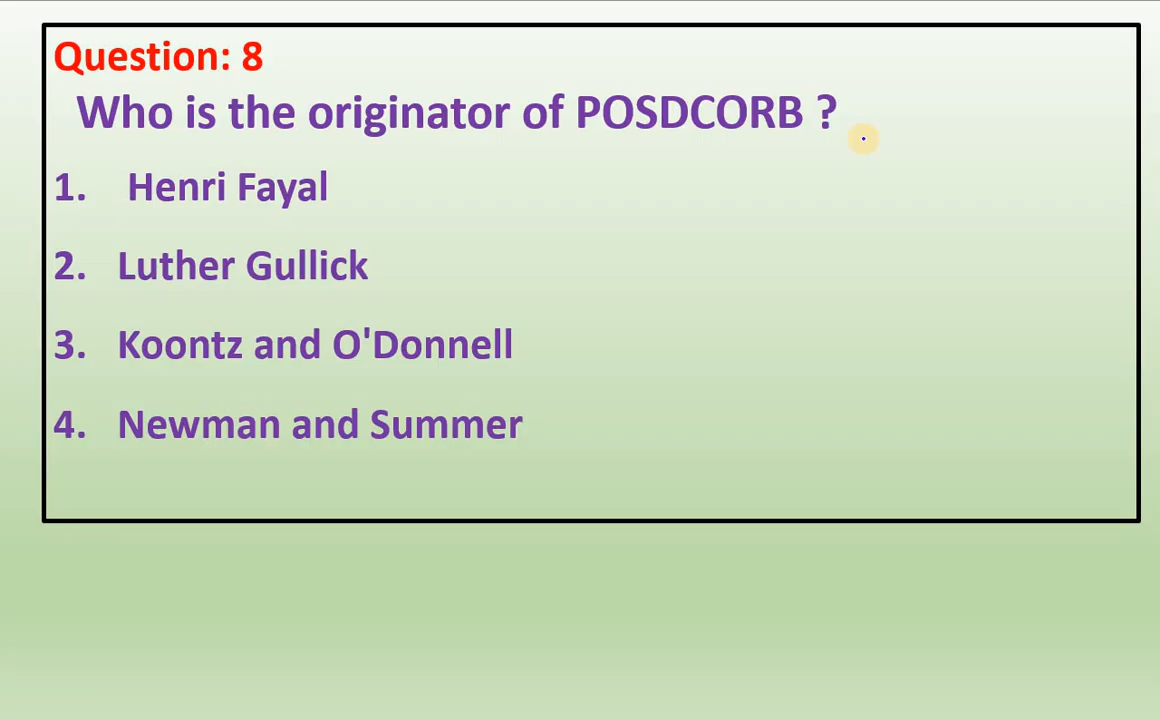 Question: 8
Who is the originator of POSDCORB ?
1. Henri Fayal
2. Luther Gullick
3. Koontz and O'Donnell
4. Newman and Summer